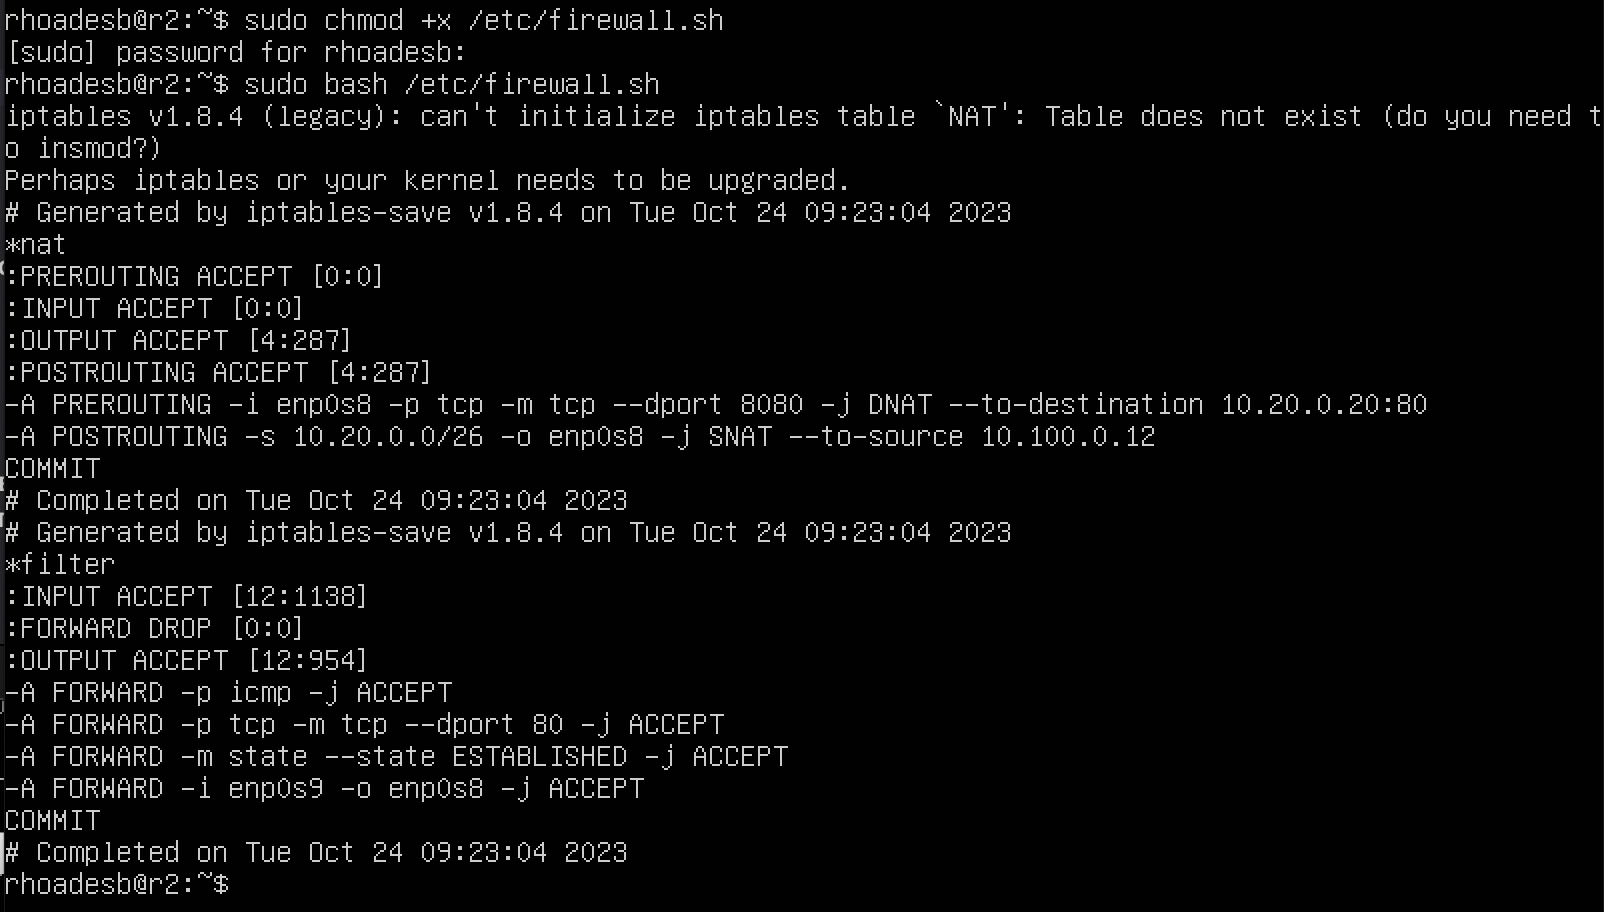 rhoadesb@r2:~$ sudo chmod +x /etc/firewall.sh
[sudo] password for rhoadesb:
rhoadesb@r2:~$ sudo bash /etc/firewall.sh
iptables v1.8.4 (legacy): can't initialize iptables table `NAT': Table does not exist (do you need t
o insmod?)
Perhaps iptables or your kernel needs to be upgraded.
# Generated by iptables-save v1.8.4 on Tue Oct 24 09:23:04 2023
*nat
:PREROUTING ACCEPT [0:0]
:INPUT ACCEPT [0:0]
:OUTPUT ACCEPT [4:287]
:POSTROUTING ACCEPT [4:287]
-A PREROUTING -i enp0s8 -p tcp -m tcp --dport 8080 -j DNAT --to-destination 10.20.0.20:80
-A POSTROUTING -s 10.20.0.0/26 -o enp0s8 -j SNAT --to-source 10.100.0.12
COMMIT
# Completed on Tue Oct 24 09:23:04 2023
# Generated by iptables-save v1.8.4 on Tue Oct 24 09:23:04 2023
*filter
:INPUT ACCEPT [12:1138]
:FORWARD DROP [0:0]
:OUTPUT ACCEPT [12:954]
-A FORWARD -p icmp -j ACCEPT
-A FORWARD -p tcp -m tcp --dport 80 -j ACCEPT
-A FORWARD -m state --state ESTABLISHED -j ACCEPT
-A FORWARD -i enp0s9 -o enp0s8 -j ACCEPT
COMMIT
# Completed on Tue Oct 24 09:23:04 2023
rhoadesb@r2:~$